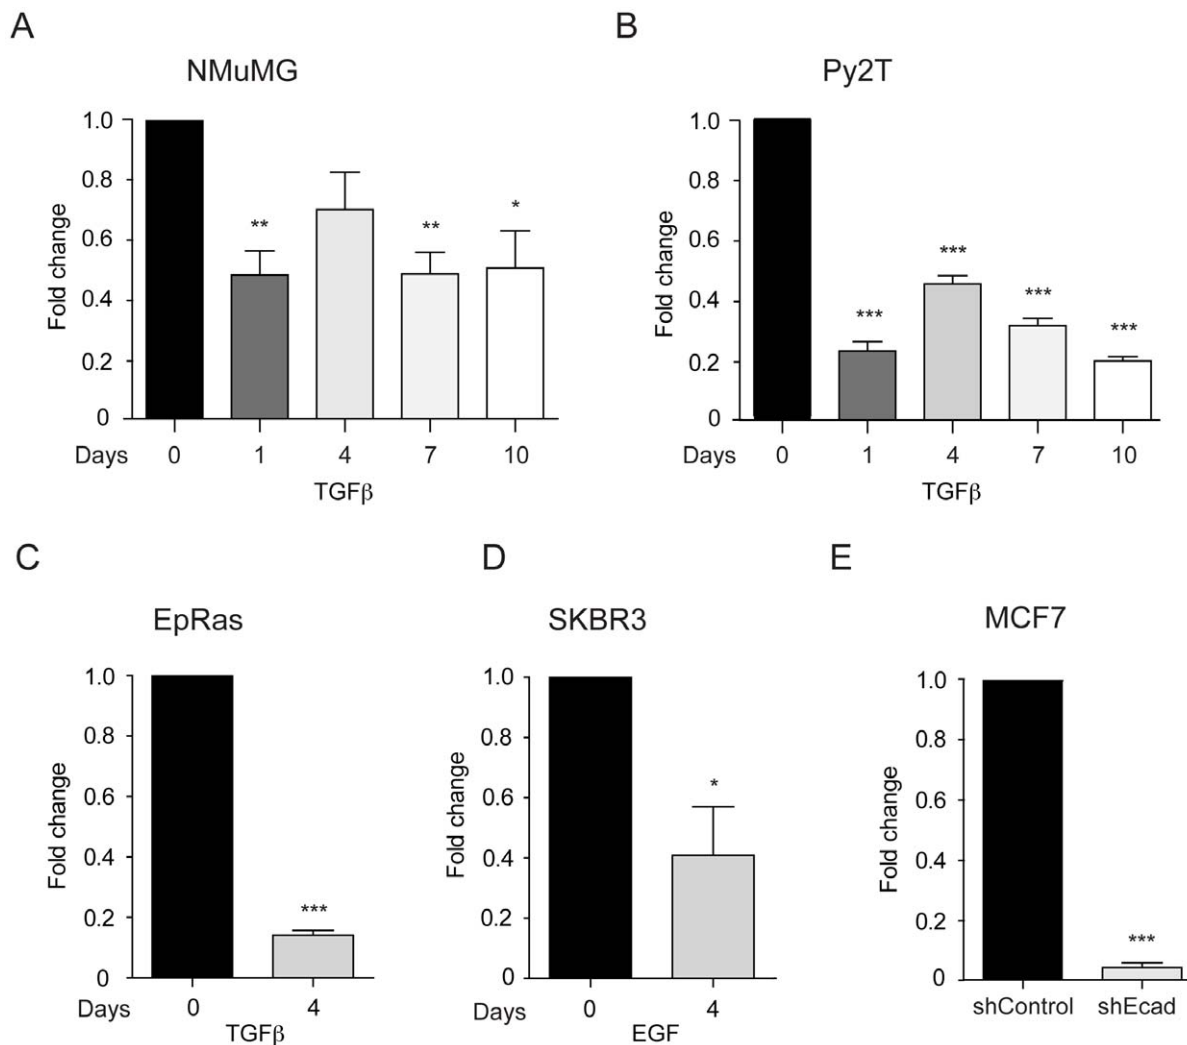 A
NMuMG
Fold change
1.0
0.8
0.6
0.4
0.2
0
**
**
*
Days 0 1 4 7 10
TGFβ
B
Py2T
Fold change
1.0
0.8
0.6
0.4
0.2
0
***
***
***
***
Days 0 1 4 7 10
TGFβ
C
EpRas
Fold change
1.0
0.8
0.6
0.4
0.2
0
***
Days 0 4
TGFβ
D
SKBR3
Fold change
1.0
0.8
0.6
0.4
0.2
0
*
Days 0 4
EGF
E
MCF7
Fold change
1.0
0.8
0.6
0.4
0.2
0
***
shControl shEcad